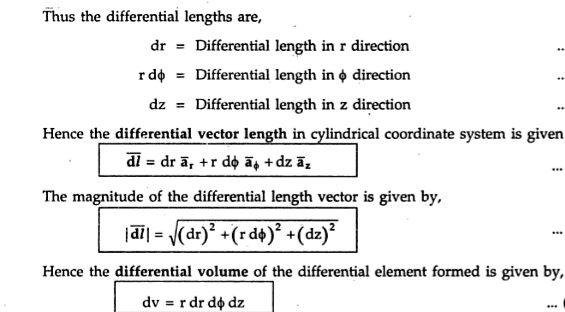 Thus the differential lengths are,
dr = Differential length in r direction ..
r dϕ = Differential length in ϕ direction ..
dz = Differential length in z direction ..
Hence the differential vector length in cylindrical coordinate system is given
d̅l̅ = dr a̅ᵣ + r dϕ a̅ϕ + dz a̅z ...
The magnitude of the differential length vector is given by,
|d̅l̅| = √((dr)² + (r dϕ)² + (dz)²) ...
Hence the differential volume of the differential element formed is given by,
dv = r dr dϕ dz ... (